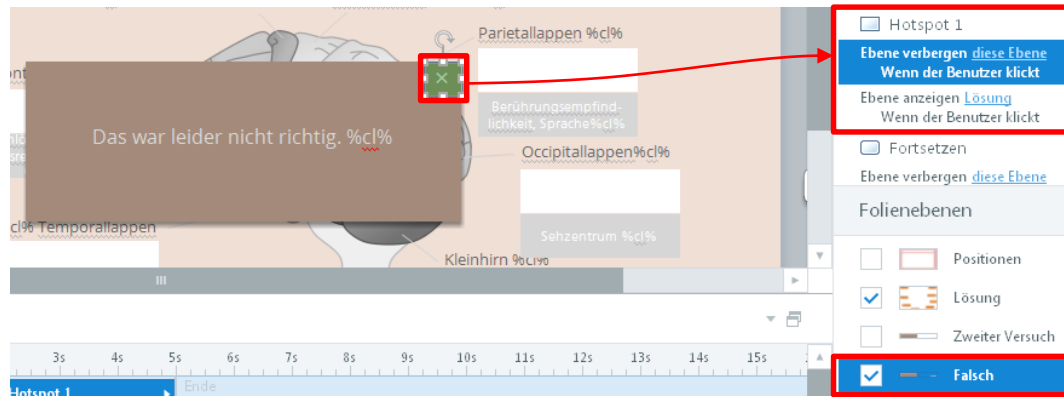 Parietallappen %cl%
Berührungsempfind-
lichkeit, Sprache%cl%
Das war leider nicht richtig. %cl%
Occipitallappen%cl%
Sehzentrum %cl%
cl% Temporallappen
Kleinhirn %cl%
3s 4s 5s 6s 7s 8s 9s 10s 11s 12s 13s 14s 15s
Hotspot 1
Ende
Hotspot 1
Ebene verbergen diese Ebene
Wenn der Benutzer klickt
Ebene anzeigen Lösung
Wenn der Benutzer klickt
Fortsetzen
Ebene verbergen diese Ebene
Folienebenen
Positionen
Lösung
Zweiter Versuch
Falsch